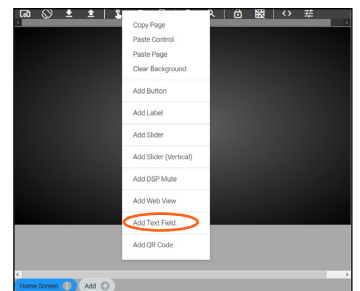 Copy Page
Paste Control
Paste Page
Clear Background
Add Button
Add Label
Add Slider
Add Slider (Vertical)
Add DSP Mute
Add Web View
Add Text Field
Add QR Code
Home Screen
Add